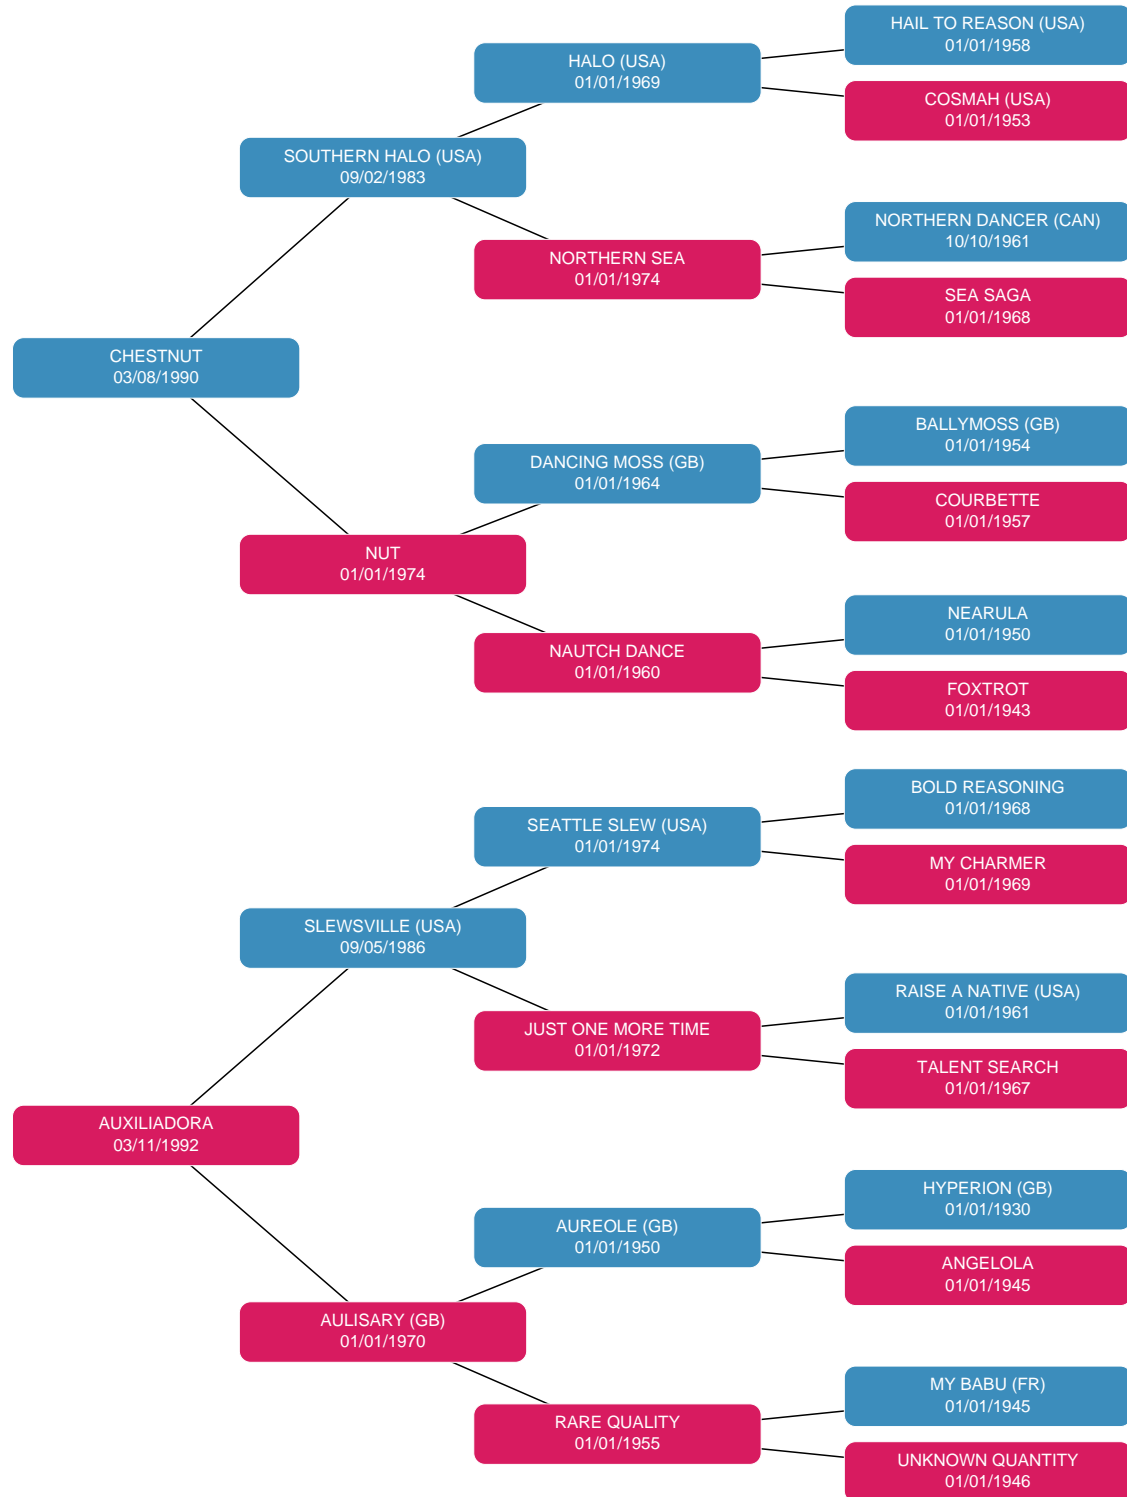 HAIL TO REASON (USA)
01/01/1958
HALO (USA)
01/01/1969
COSMAH (USA)
01/01/1953
SOUTHERN HALO (USA)
09/02/1983
NORTHERN DANCER (CAN)
10/10/1961
NORTHERN SEA
01/01/1974
SEA SAGA
01/01/1968
CHESTNUT
03/08/1990
BALLYMOSS (GB)
01/01/1954
DANCING MOSS (GB)
01/01/1964
COURBETTE
01/01/1957
NUT
01/01/1974
NEARULA
01/01/1950
NAUTCH DANCE
01/01/1960
FOXTROT
01/01/1943
BOLD REASONING
01/01/1968
SEATTLE SLEW (USA)
01/01/1974
MY CHARMER
01/01/1969
SLEWSVILLE (USA)
09/05/1986
RAISE A NATIVE (USA)
01/01/1961
JUST ONE MORE TIME
01/01/1972
TALENT SEARCH
01/01/1967
AUXILIADORA
03/11/1992
HYPERION (GB)
01/01/1930
AUREOLE (GB)
01/01/1950
ANGELOLA
01/01/1945
AULISARY (GB)
01/01/1970
MY BABU (FR)
01/01/1945
RARE QUALITY
01/01/1955
UNKNOWN QUANTITY
01/01/1946